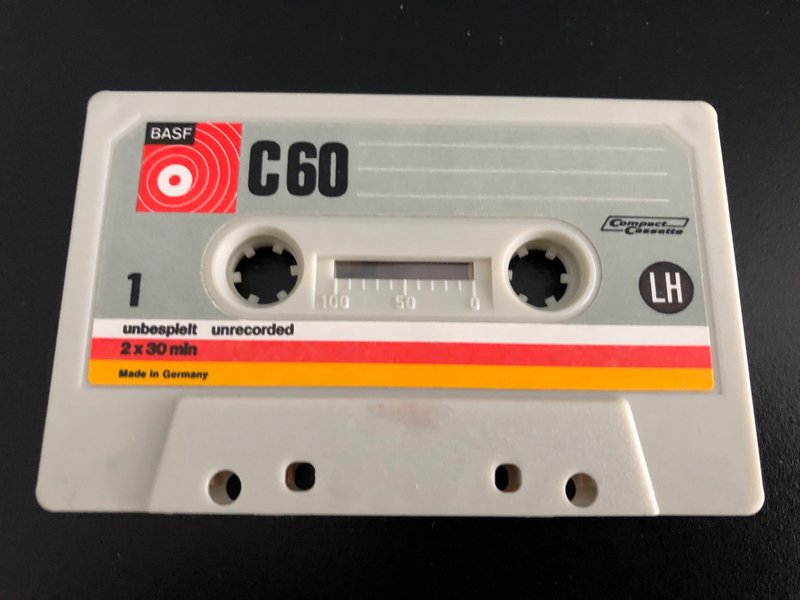 BASF
C60
Compact
Cassette
1
100 50 0
LH
unbespielt unrecorded
2 x 30 min
Made in Germany